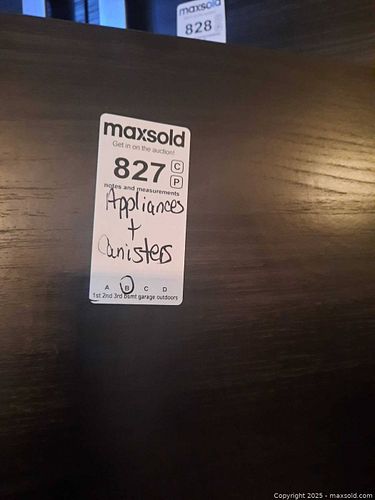 maxsold
828
maxsold
Get in on the auction!
827 C
P
notes and measurements
Appliances
+
Canisters
A B C D
1st 2nd 3rd bsmt garage outdoors
Copyright 2025 - maxsold.com